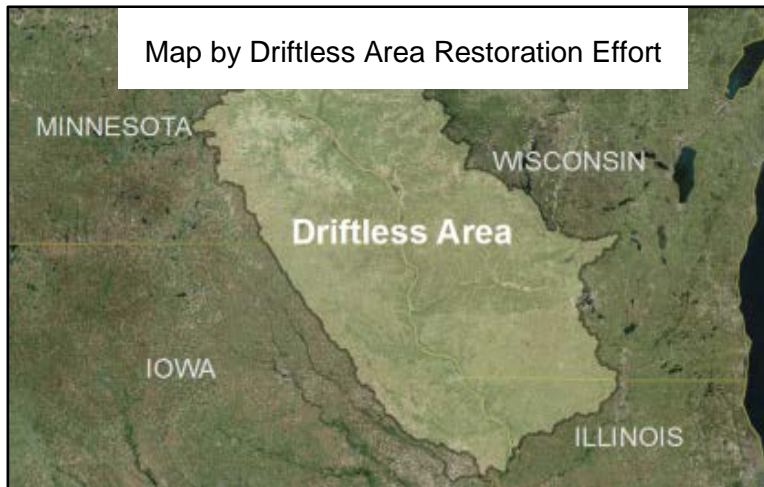 Map by Driftless Area Restoration Effort
MINNESOTA
WISCONSIN
Driftless Area
IOWA
ILLINOIS